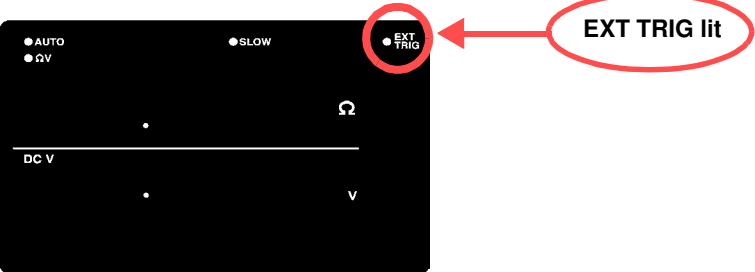 AUTO
SLOW
EXT
TRIG
EXT TRIG lit
ΩV
Ω
DC V
V